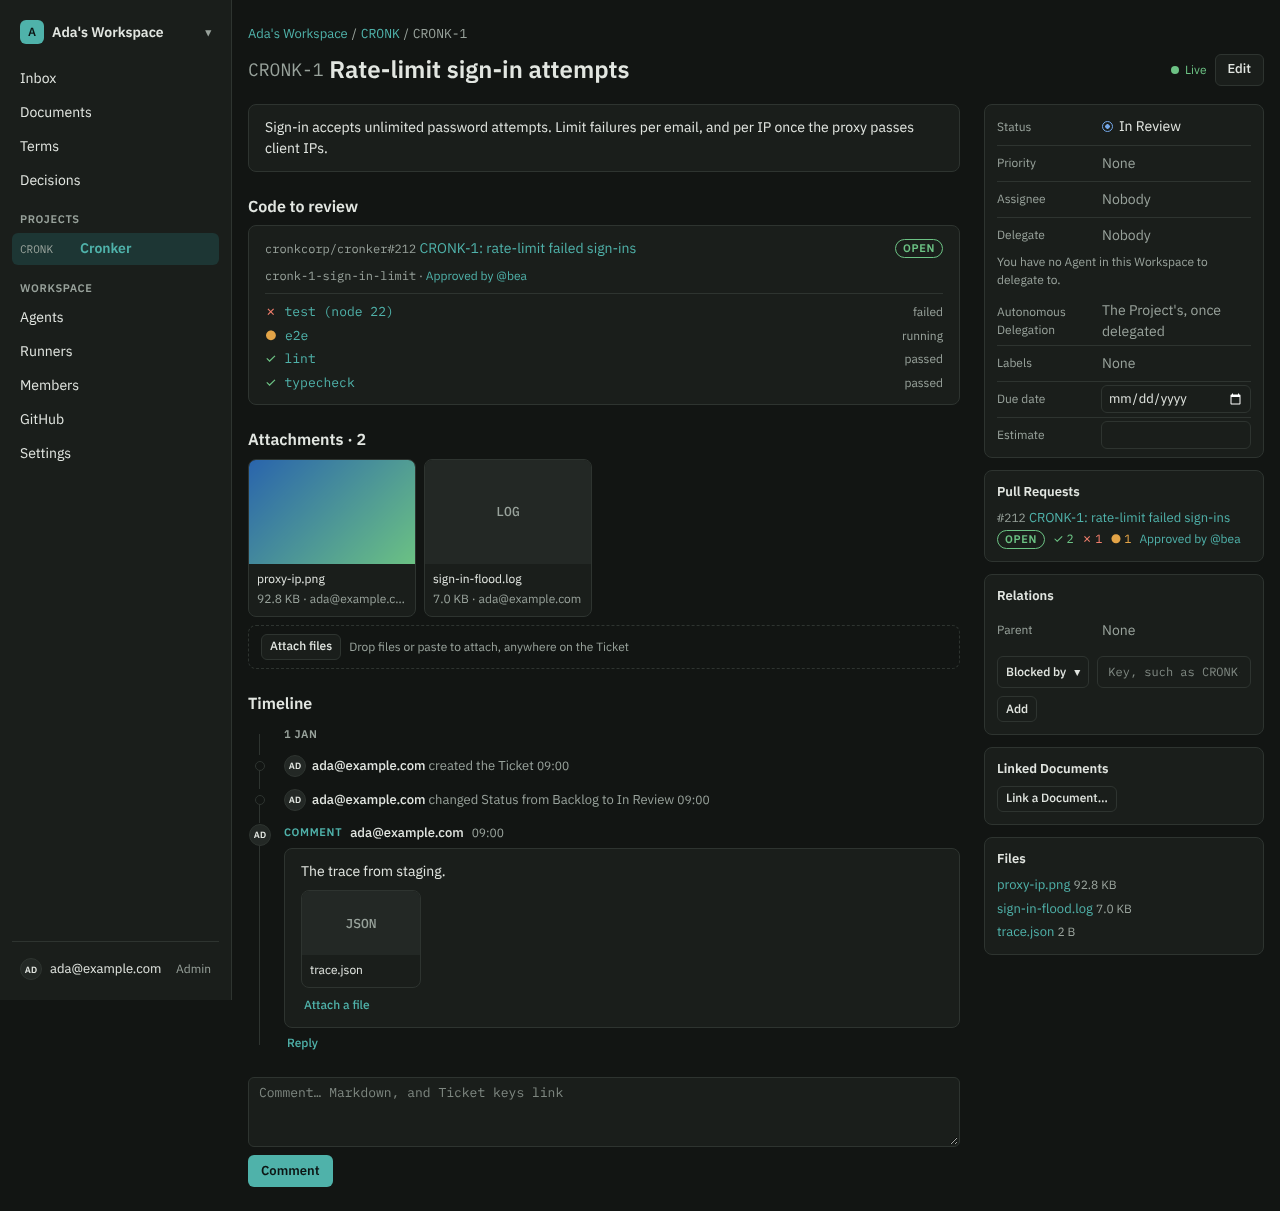 A Ada's Workspace ▾
Inbox
Documents
Terms
Decisions
PROJECTS
CRONK Cronker
WORKSPACE
Agents
Runners
Members
GitHub
Settings
AD ada@example.com Admin
Ada's Workspace / CRONK / CRONK-1
CRONK-1 Rate-limit sign-in attempts
Live Edit
Sign-in accepts unlimited password attempts. Limit failures per email, and per IP once the proxy passes
client IPs.
Code to review
cronkcorp/cronker#212 CRONK-1: rate-limit failed sign-ins OPEN
cronk-1-sign-in-limit · Approved by @bea
✕ test (node 22) failed
e2e running
✓ lint passed
✓ typecheck passed
Attachments · 2
LOG
proxy-ip.png
92.8 KB · ada@example.c…
sign-in-flood.log
7.0 KB · ada@example.com
Attach files Drop files or paste to attach, anywhere on the Ticket
Timeline
1 JAN
AD ada@example.com created the Ticket 09:00
AD ada@example.com changed Status from Backlog to In Review 09:00
AD COMMENT ada@example.com 09:00
The trace from staging.
JSON
trace.json
Attach a file
Reply
Comment… Markdown, and Ticket keys link
Comment
Status In Review
Priority None
Assignee Nobody
Delegate Nobody
You have no Agent in this Workspace to
delegate to.
Autonomous
Delegation
The Project's, once
delegated
Labels None
Due date mm/dd/yyyy
Estimate
Pull Requests
#212 CRONK-1: rate-limit failed sign-ins
OPEN ✓ 2 ✕ 1 1 Approved by @bea
Relations
Parent None
Blocked by ▾ Key, such as CRONK
Add
Linked Documents
Link a Document…
Files
proxy-ip.png 92.8 KB
sign-in-flood.log 7.0 KB
trace.json 2 B